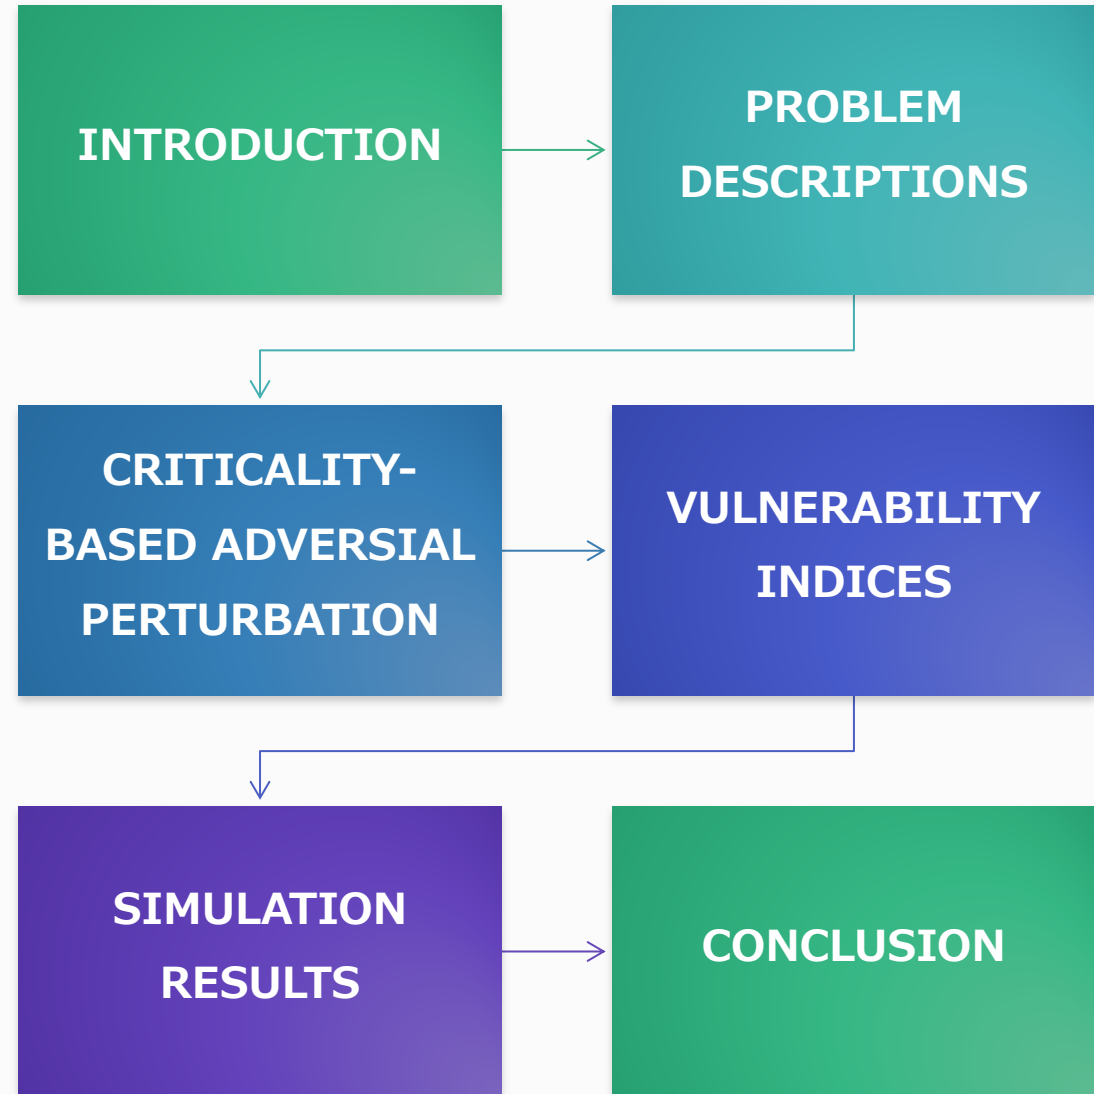 INTRODUCTION
PROBLEM
DESCRIPTIONS
CRITICALITY-
BASED ADVERSIAL
PERTURBATION
VULNERABILITY
INDICES
SIMULATION
RESULTS
CONCLUSION